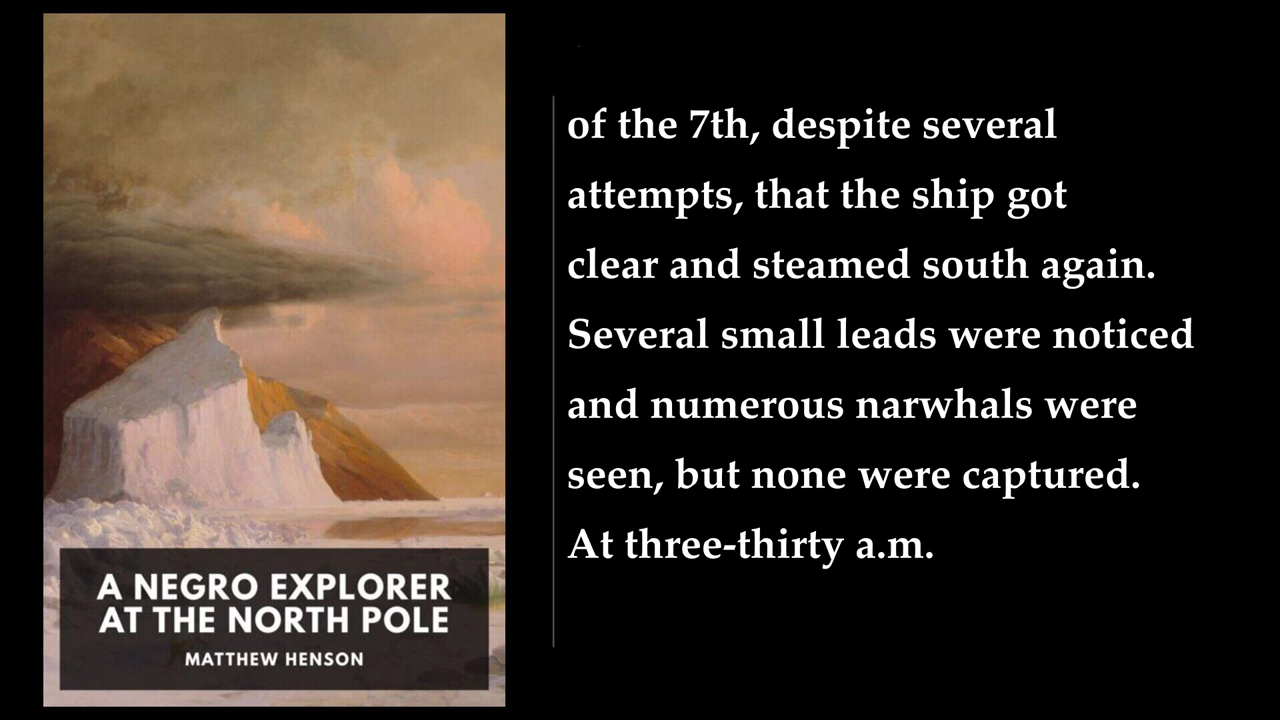 of the 7th, despite several
attempts, that the ship got
clear and steamed south again.
Several small leads were noticed
and numerous narwhals were
seen, but none were captured.
At three-thirty a.m.
A NEGRO EXPLORER
AT THE NORTH POLE
MATTHEW HENSON